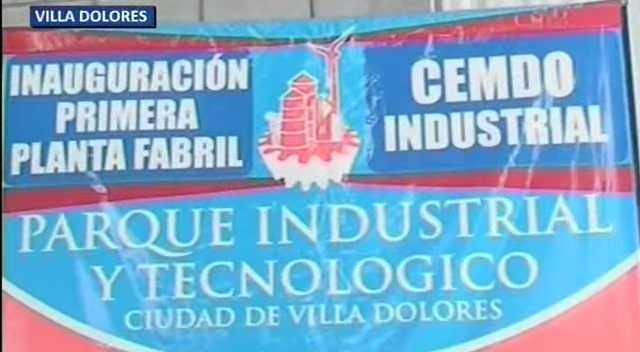 VILLA DOLORES
INAUGURACIÓN
PRIMERA
PLANTA FABRIL
CEMDO
INDUSTRIAL
PARQUE INDUSTRIAL
Y TECNOLOGICO
CIUDAD DE VILLA DOLORES